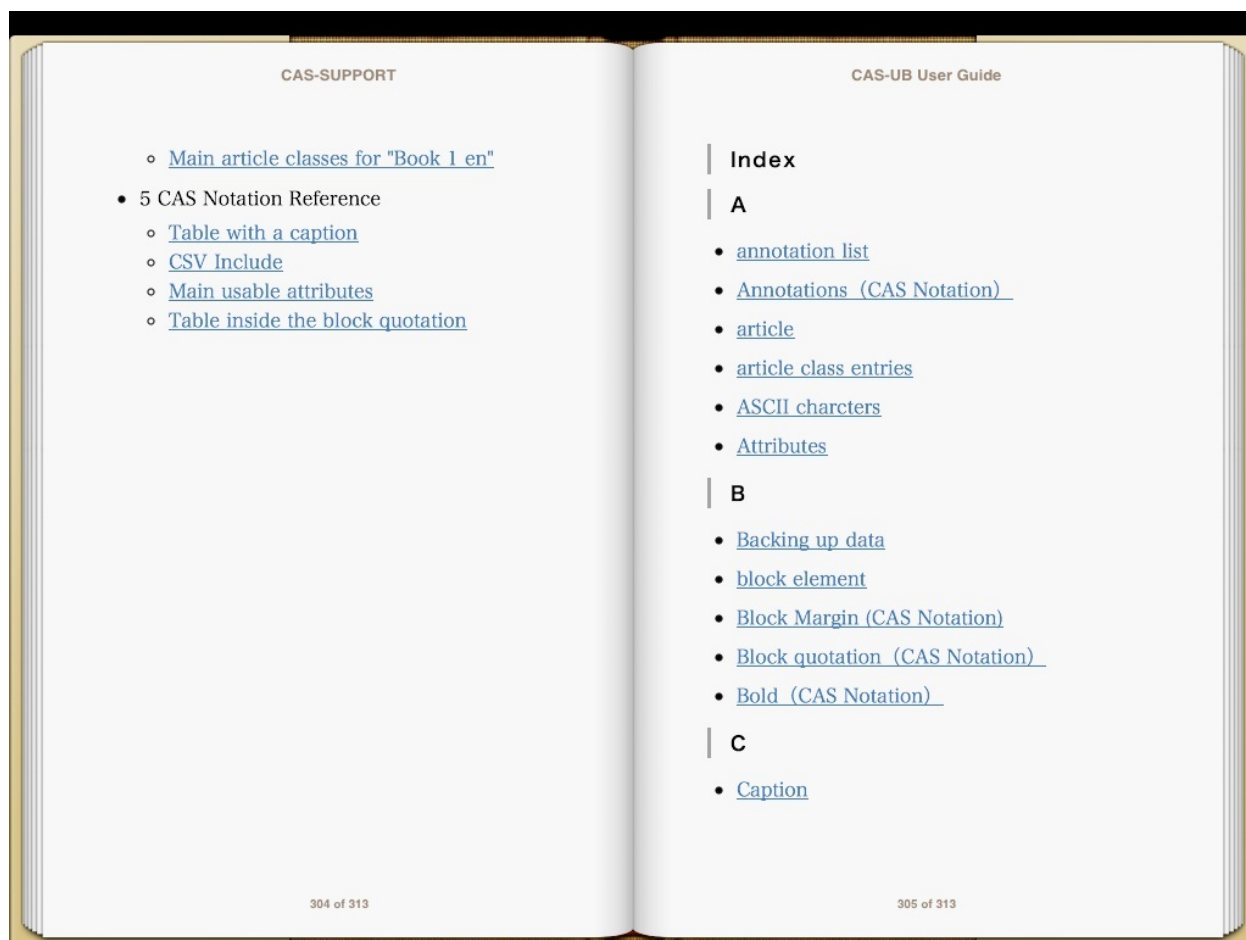 CAS-SUPPORT
Main article classes for "Book 1 en"
5 CAS Notation Reference
Table with a caption
CSV Include
Main usable attributes
Table inside the block quotation
304 of 313
CAS-UB User Guide
Index
A
annotation list
Annotations（CAS Notation）
article
article class entries
ASCII charcters
Attributes
B
Backing up data
block element
Block Margin (CAS Notation)
Block quotation（CAS Notation）
Bold（CAS Notation）
C
Caption
305 of 313